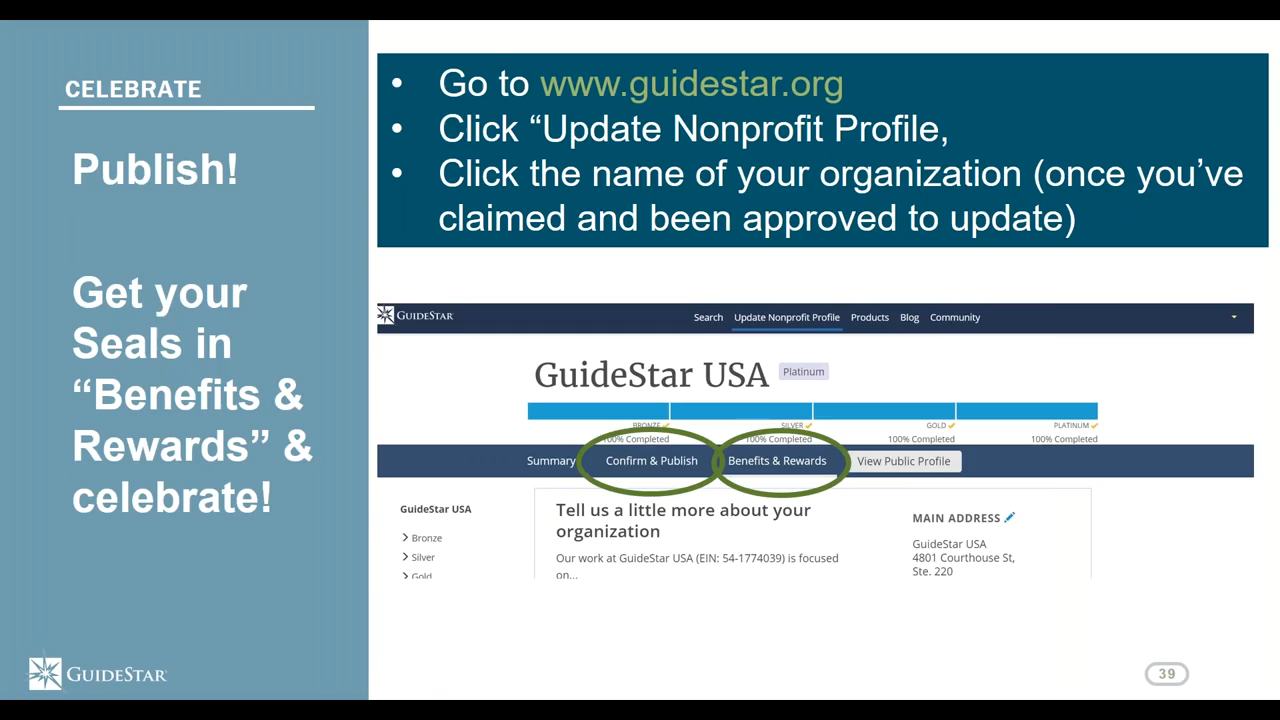 CELEBRATE
Publish!
Get your
Seals in
“Benefits &
Rewards” &
celebrate!
• Go to www.guidestar.org
• Click “Update Nonprofit Profile,
• Click the name of your organization (once you’ve
claimed and been approved to update)
GUIDESTAR Search Update Nonprofit Profile Products Blog Community
GuideStar USA Platinum
BRONZE SILVER GOLD PLATINUM
100% Completed 100% Completed 100% Completed 100% Completed
Summary Confirm & Publish Benefits & Rewards View Public Profile
GuideStar USA
Bronze
Silver
Gold
Tell us a little more about your
organization
Our work at GuideStar USA (EIN: 54-1774039) is focused
on...
MAIN ADDRESS
GuideStar USA
4801 Courthouse St,
Ste. 220
GUIDESTAR
39